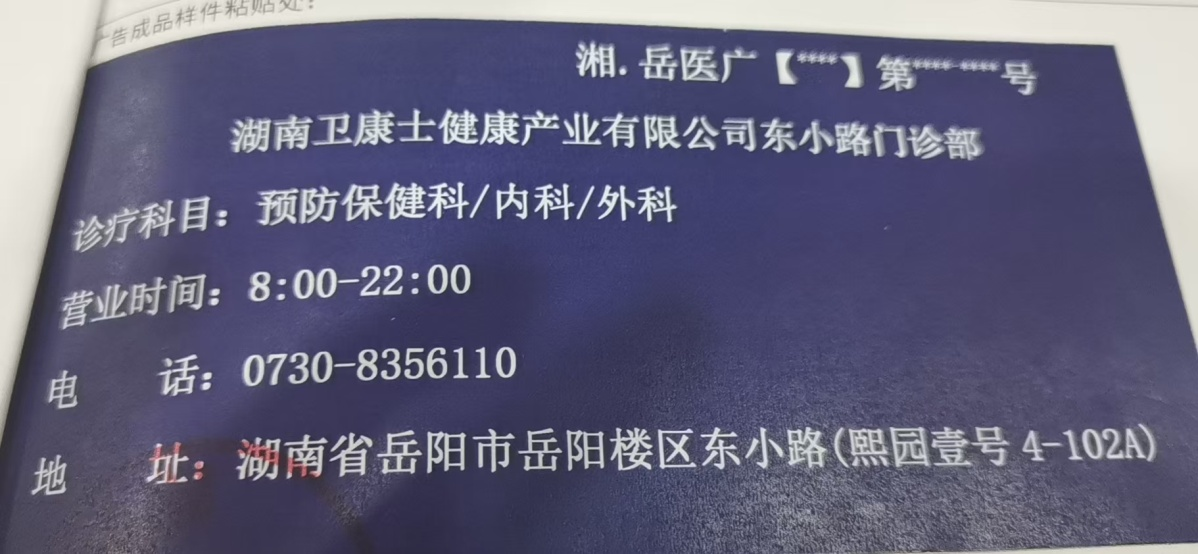 广告成品样件粘贴处：
湘.岳医广【****】第****-****号
湖南卫康士健康产业有限公司东小路门诊部
诊疗科目：预防保健科/内科/外科
营业时间：8:00-22:00
电 话：0730-8356110
地 址：湖南省岳阳市岳阳楼区东小路(熙园壹号4-102A)